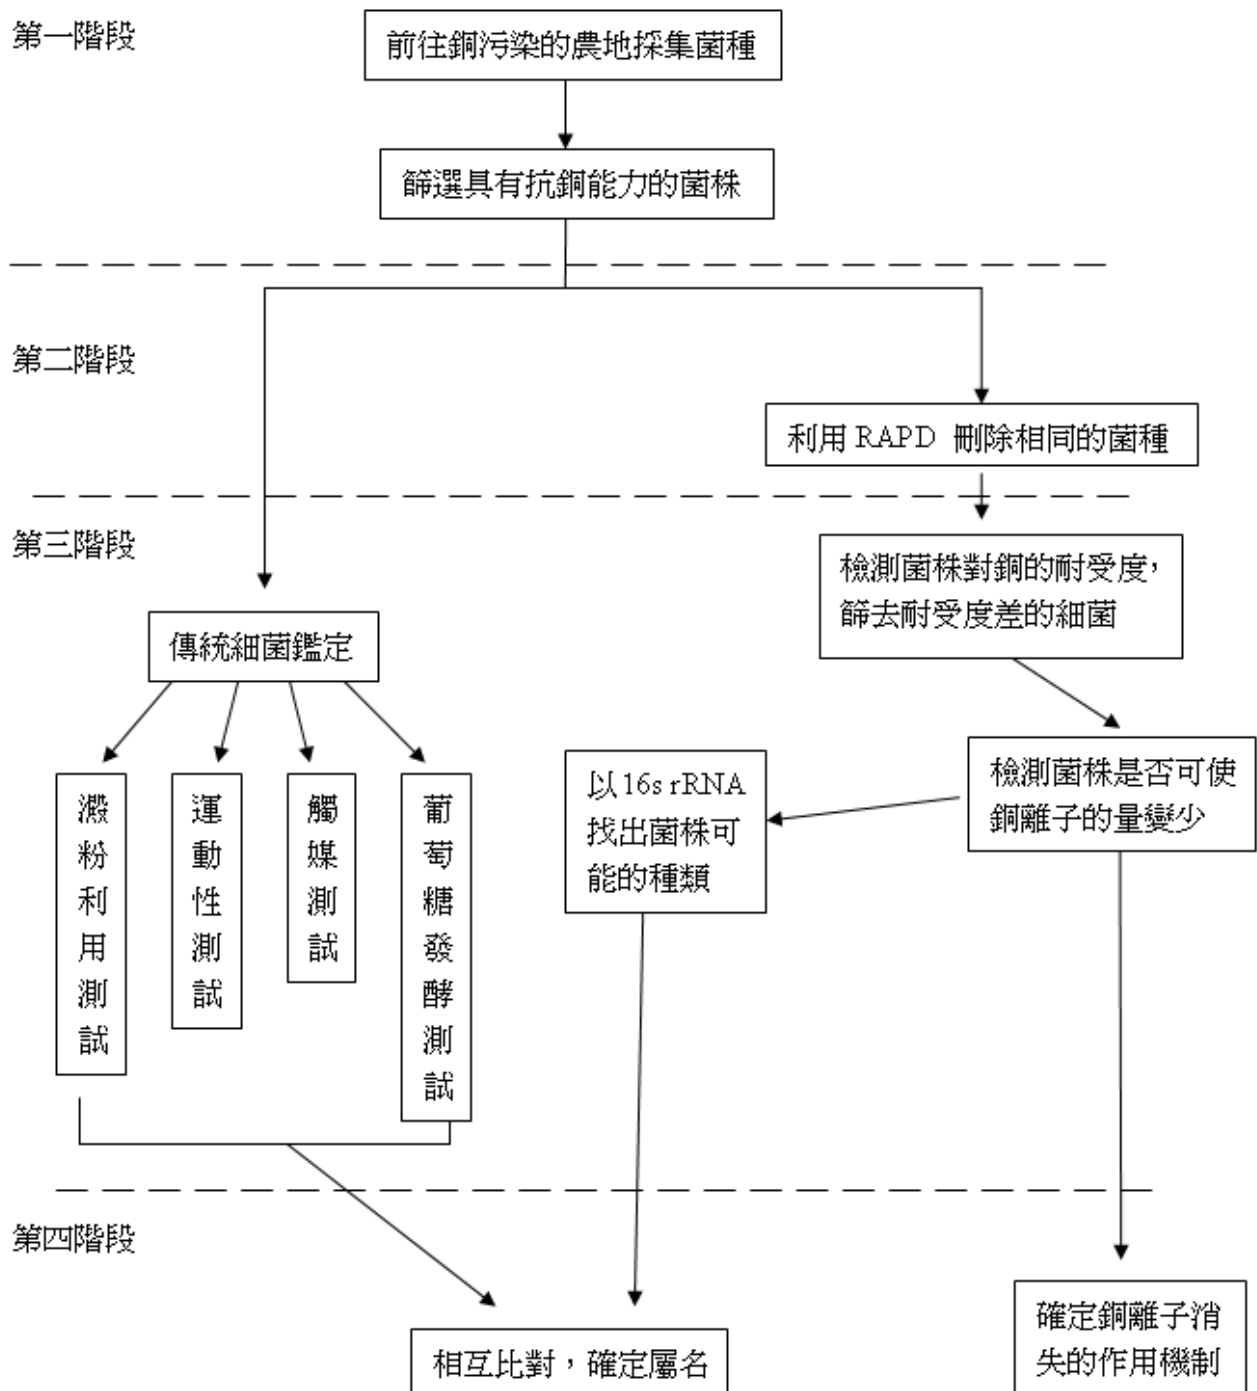 第一階段
前往銅污染的農地採集菌種
篩選具有抗銅能力的菌株
第二階段
利用 RAPD 刪除相同的菌種
第三階段
檢測菌株對銅的耐受度，
篩去耐受度差的細菌
傳統細菌鑑定
澱粉利用測試
運動性測試
觸媒測試
葡萄糖發酵測試
以16s rRNA
找出菌株可
能的種類
檢測菌株是否可使
銅離子的量變少
第四階段
相互比對，確定屬名
確定銅離子消
失的作用機制